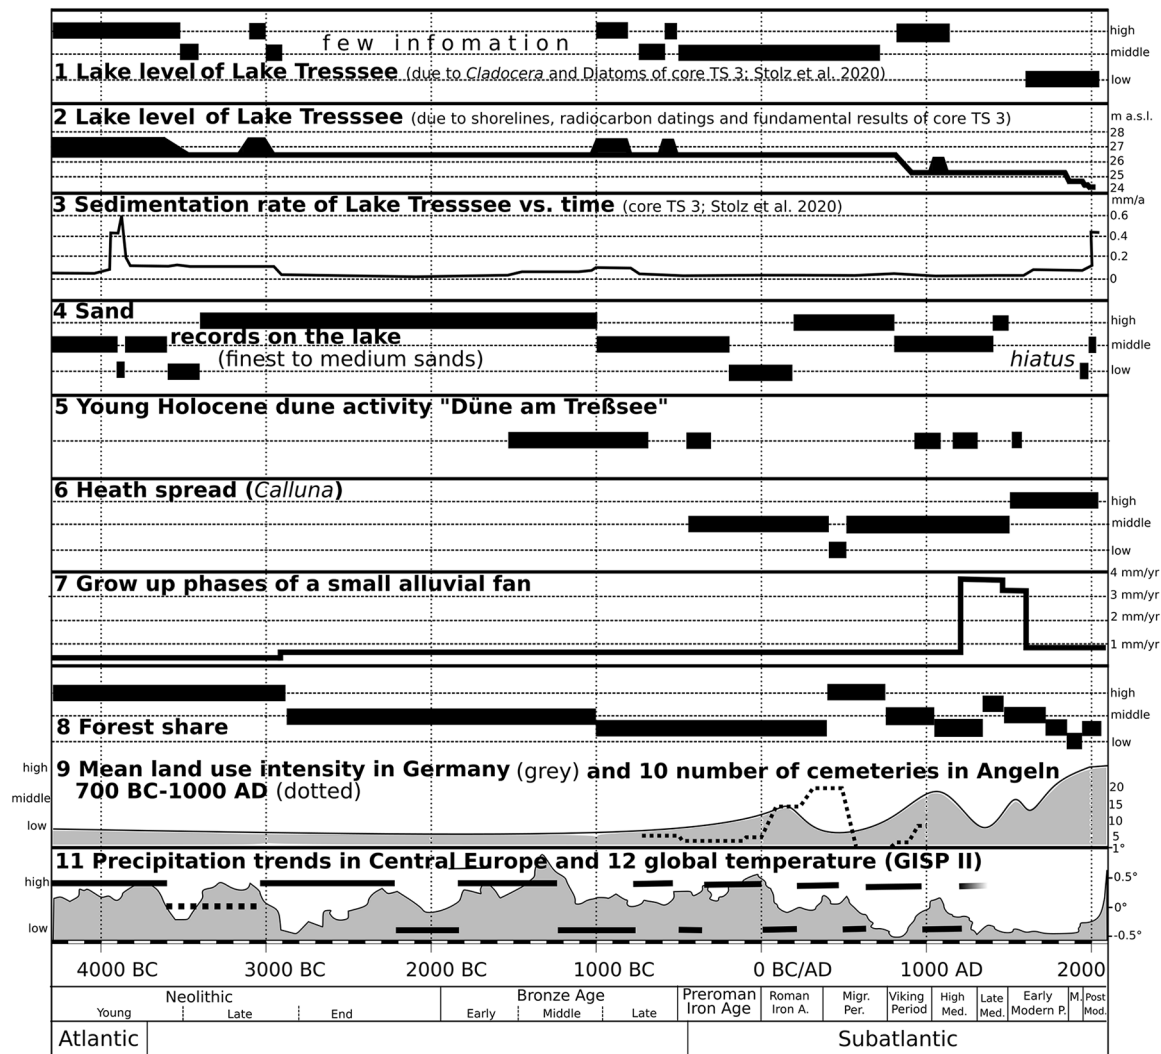 high
few infomation
middle
1 Lake level of Lake Tresssee (due to Cladocera and Diatoms of core TS 3; Stolz et al. 2020)
low
2 Lake level of Lake Tresssee (due to shorelines, radiocarbon datings and fundamental results of core TS 3)
m a.s.l.
28
27
26
25
24
3 Sedimentation rate of Lake Tresssee vs. time (core TS 3; Stolz et al. 2020)
mm/a
0.6
0.4
0.2
0
4 Sand
high
records on the lake
middle
(finest to medium sands)
hiatus
low
5 Young Holocene dune activity "Düne am Treßsee"
6 Heath spread (Calluna)
high
middle
low
7 Grow up phases of a small alluvial fan
4 mm/yr
3 mm/yr
2 mm/yr
1 mm/yr
high
middle
8 Forest share
low
high
9 Mean land use intensity in Germany (grey) and 10 number of cemeteries in Angeln
700 BC-1000 AD (dotted)
middle
low
20
15
10
5
1°
11 Precipitation trends in Central Europe and 12 global temperature (GISP II)
high
low
0.5°
0°
-0.5°
4000 BC 3000 BC 2000 BC 1000 BC 0 BC/AD 1000 AD 2000
Neolithic Bronze Age Preroman Iron Age Roman Iron A. Migr. Per. Viking Period High Med. Late Med. Early Modern P. M. Post Mod.
Young Late End Early Middle Late
Atlantic Subatlantic